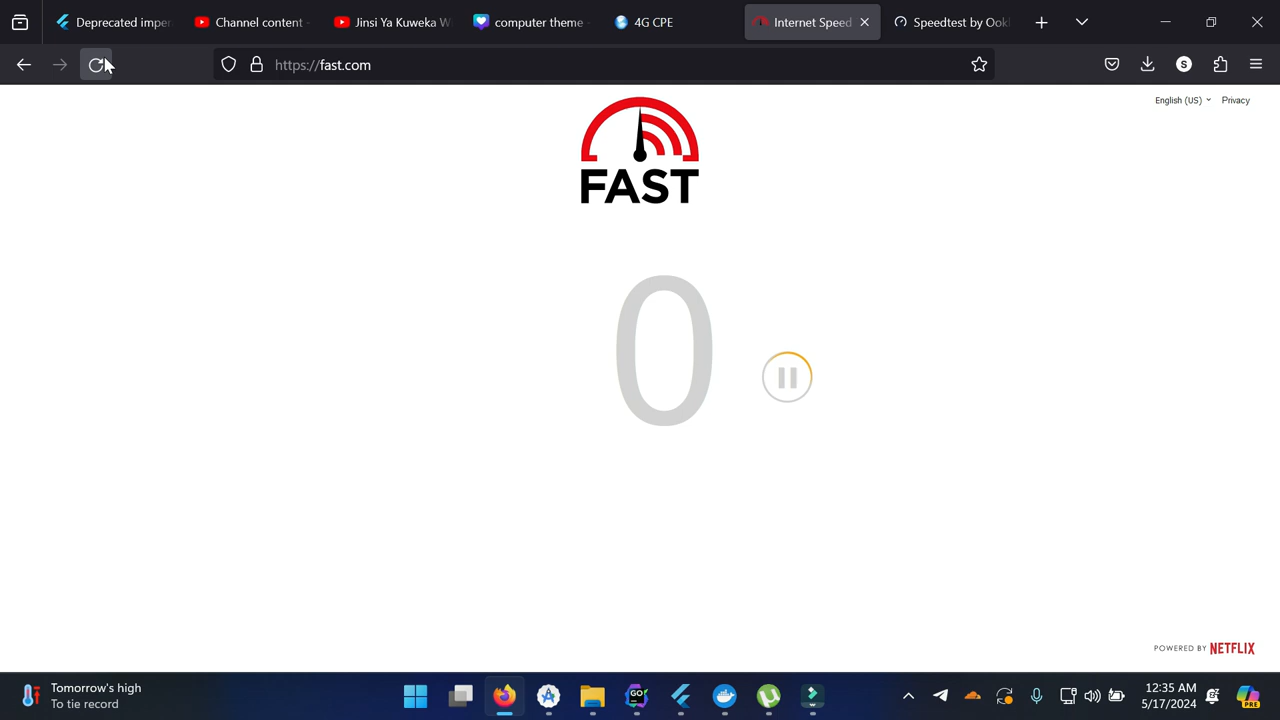 Deprecated imper
Channel content -
Jinsi Ya Kuweka W
computer theme -
4G CPE
Internet Speed
Speedtest by Ookl
https://fast.com
S
English (US)
Privacy
FAST
0
POWERED BY NETFLIX
Tomorrow's high
To tie record
GO
PRE
12:35 AM
5/17/2024